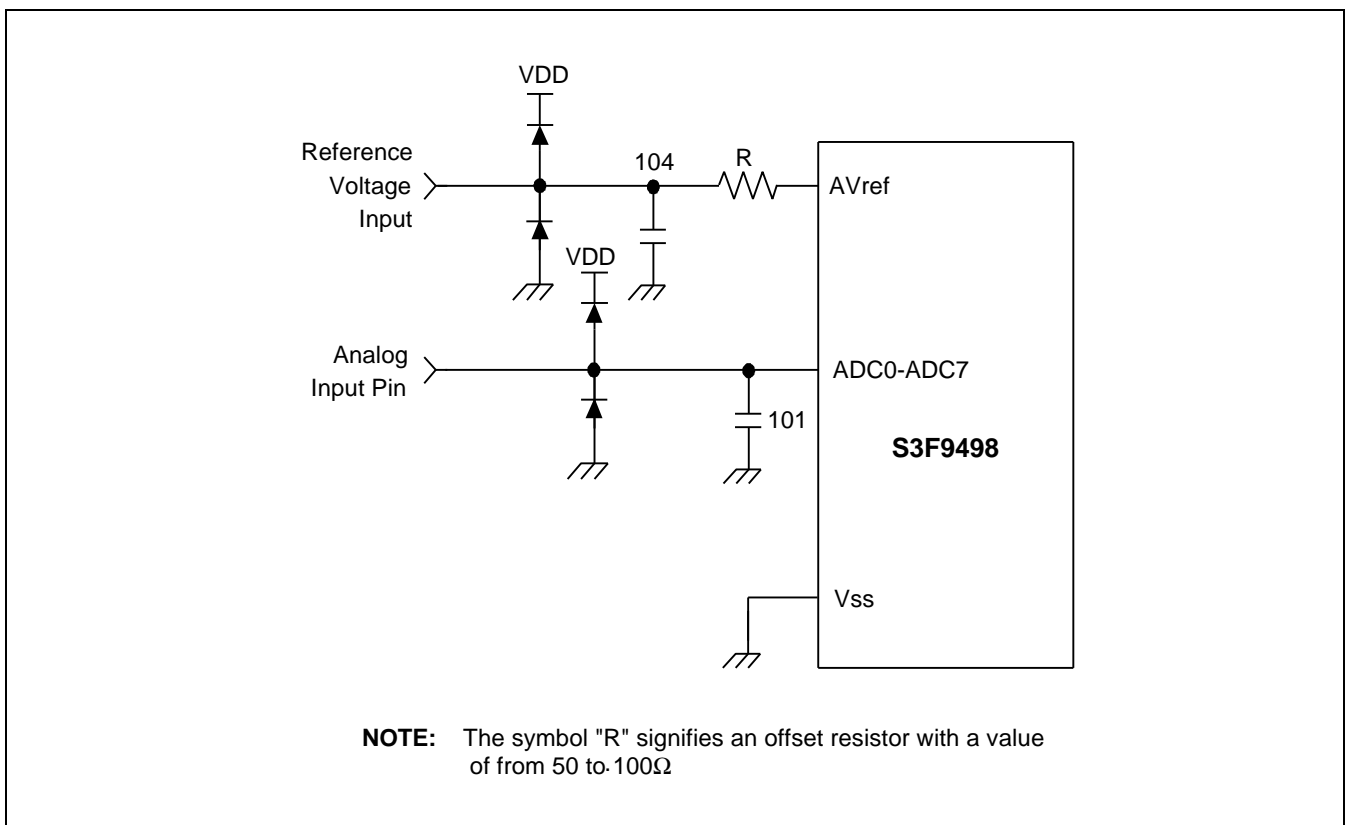 VDD
Reference
Voltage
Input
104
R
AVref
VDD
Analog
Input Pin
ADC0-ADC7
101
S3F9498
Vss
NOTE: The symbol "R" signifies an offset resistor with a value
of from 50 to 100Ω